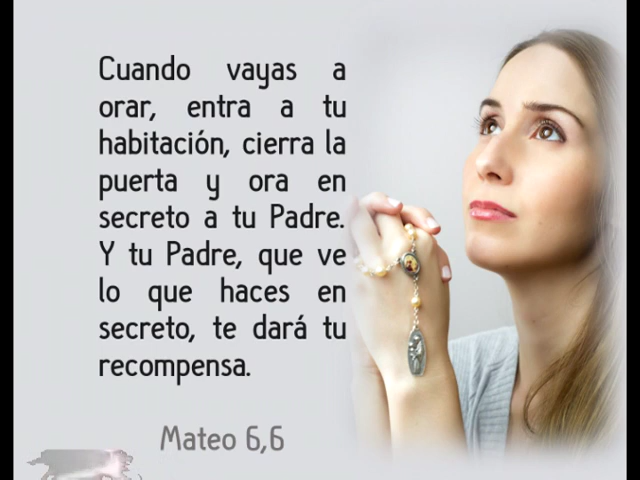 Cuando vayas a
orar, entra a tu
habitación, cierra la
puerta y ora en
secreto a tu Padre.
Y tu Padre, que ve
lo que haces en
secreto, te dará tu
recompensa.
Mateo 6,6